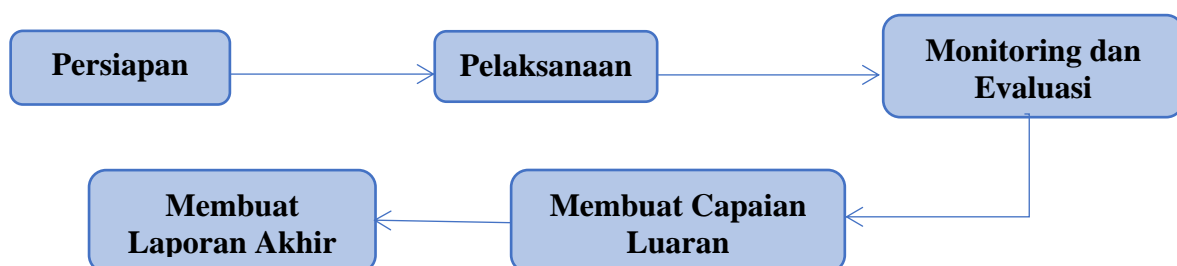 Persiapan
Pelaksanaan
Monitoring dan
Evaluasi
Membuat Capaian
Luaran
Membuat
Laporan Akhir